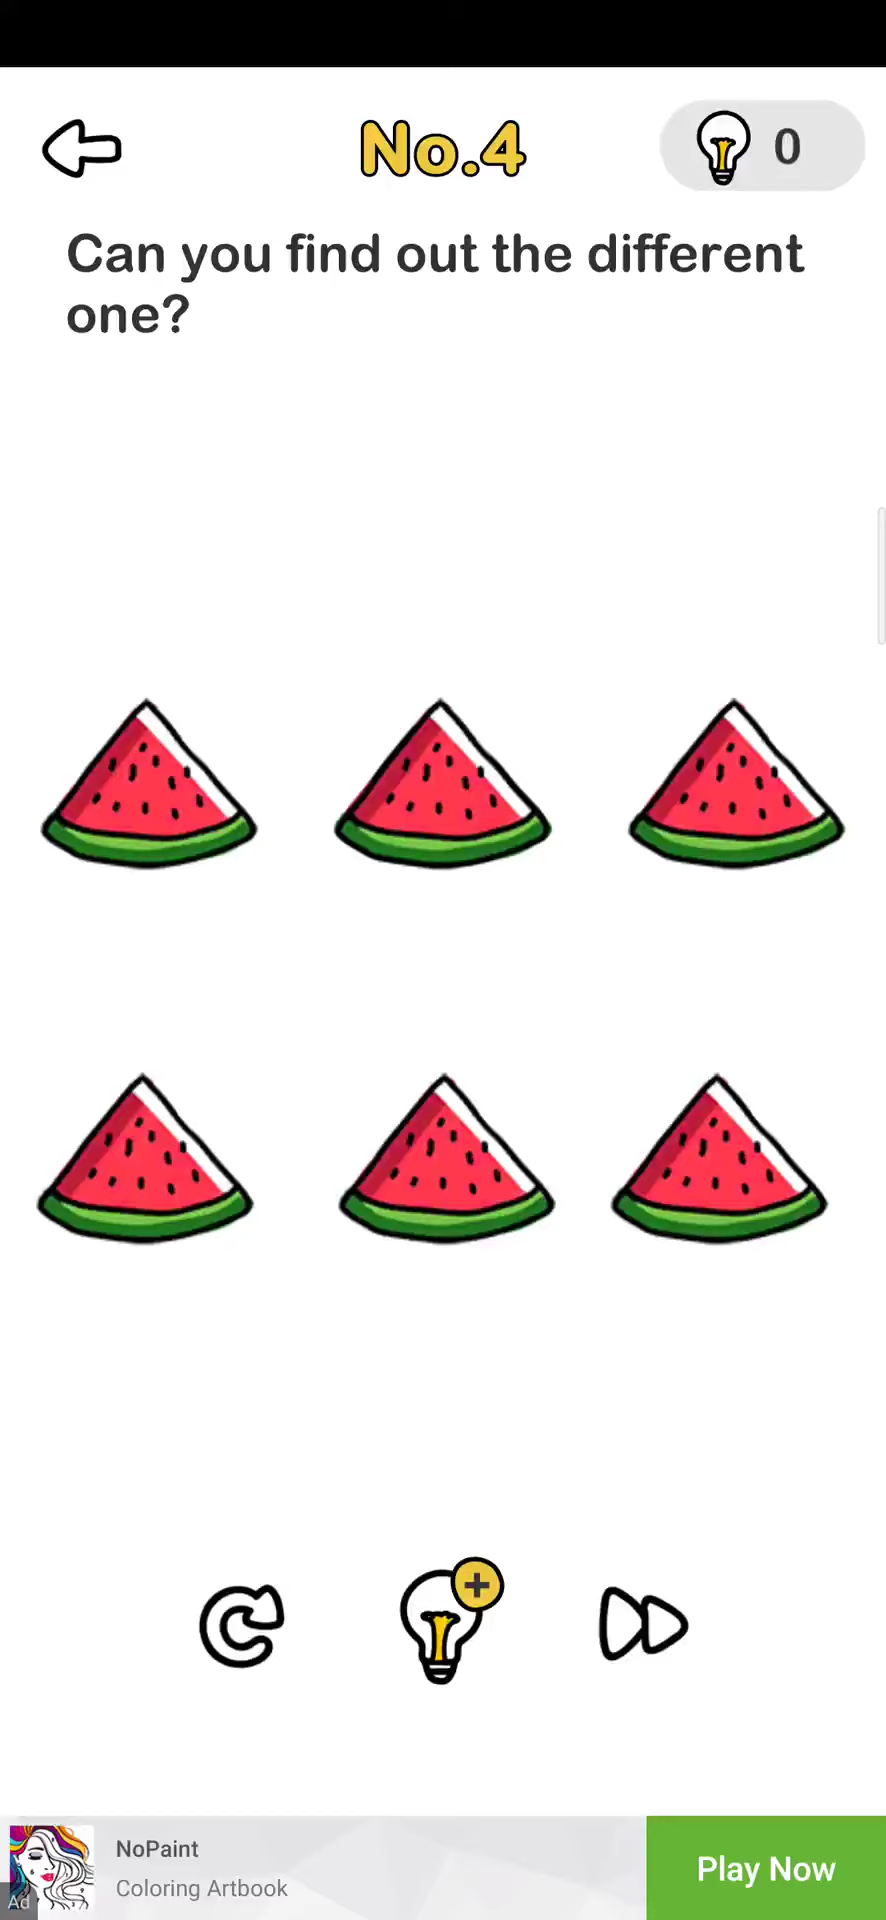 No.4
0
Can you find out the different
one?
NoPaint
Coloring Artbook
Ad
Play Now